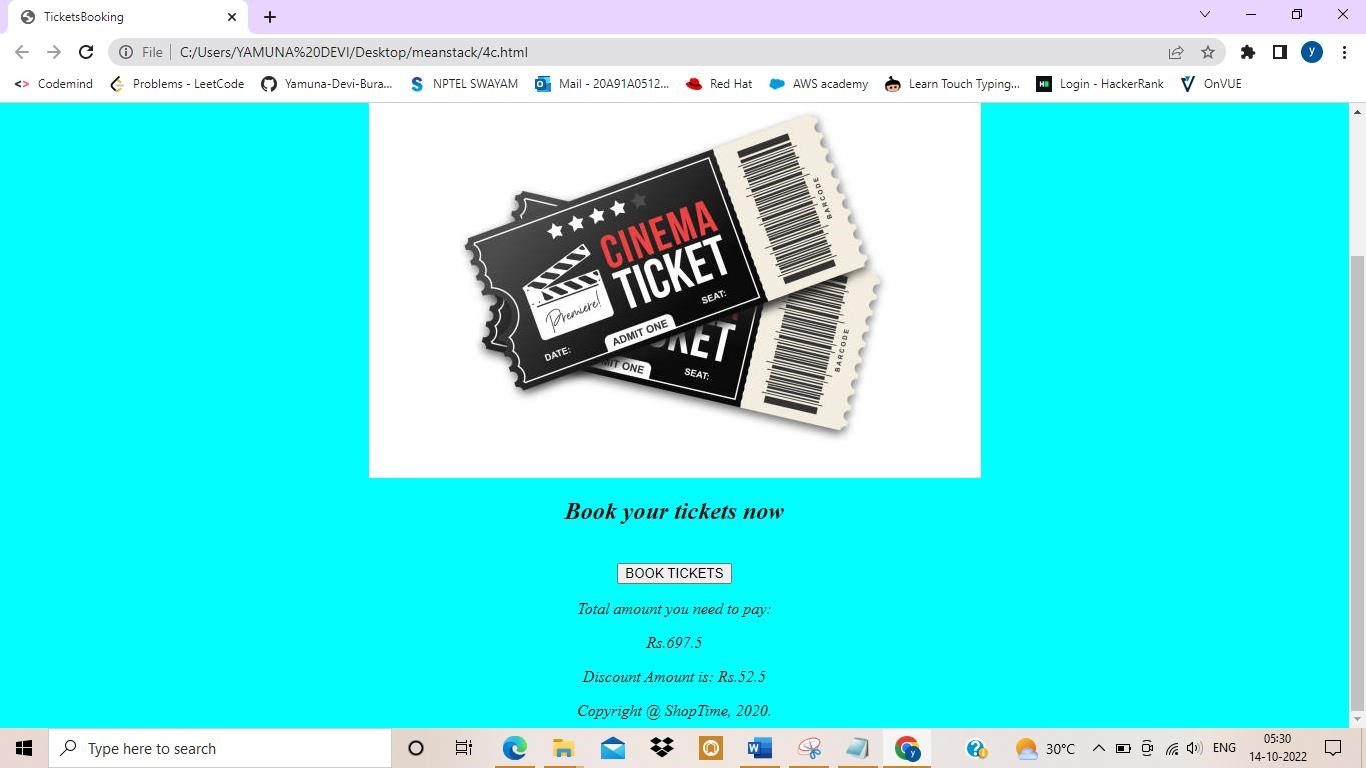 TicketsBooking
File
C:/Users/YAMUNA%20DEVI/Desktop/meanstack/4c.html
y
Codemind
Problems - LeetCode
Yamuna-Devi-Bura...
NPTEL SWAYAM
Mail - 20A91A0512...
Red Hat
AWS academy
Learn Touch Typing...
Login - HackerRank
OnVUE
CINEMA
TICKET
Premiere!
SEAT:
ADMIT ONE
DATE:
BARCODE
KET
MIT ONE
SEAT:
BARCODE
Book your tickets now
BOOK TICKETS
Total amount you need to pay:
Rs.697.5
Discount Amount is: Rs.52.5
Copyright @ ShopTime, 2020.
Type here to search
30°C
ENG
05:30
14-10-2022